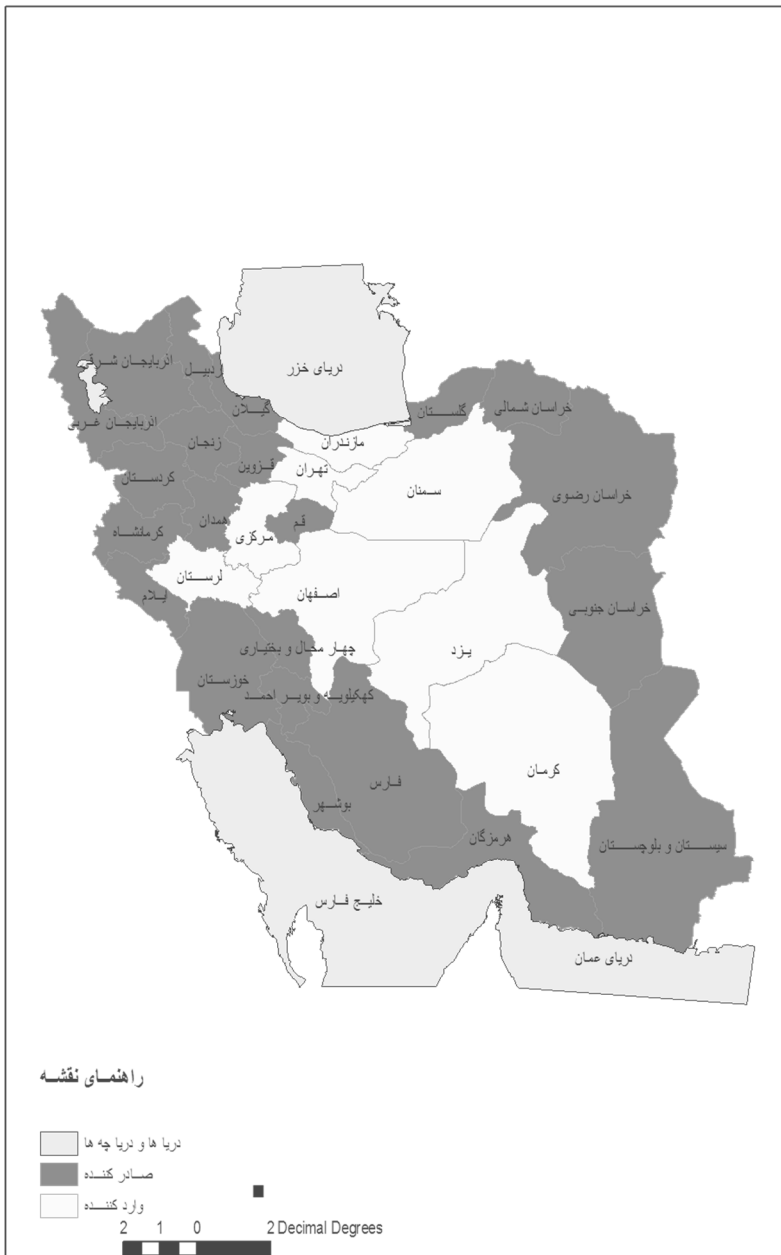 دریای خزر
آذربایجان شرقی
اردبیل
گیلان
گلستان
خراسان شمالی
آذربایجان غربی
زنجان
مازندران
قزوین
تهران
سمنان
خراسان رضوی
کردستان
همدان
قم
کرمانشاه
مرکزی
لرستان
اصفهان
ایلام
خراسان جنوبی
چهار محال و بختیاری
یزد
خوزستان
کهکیلویه و بویر احمد
کرمان
فارس
بوشهر
هرمزگان
سیستان و بلوچستان
خلیج فارس
دریای عمان
راهنمای نقشه
دریا ها و دریا چه ها
صادر کننده
وارد کننده
2 1 0 2 Decimal Degrees